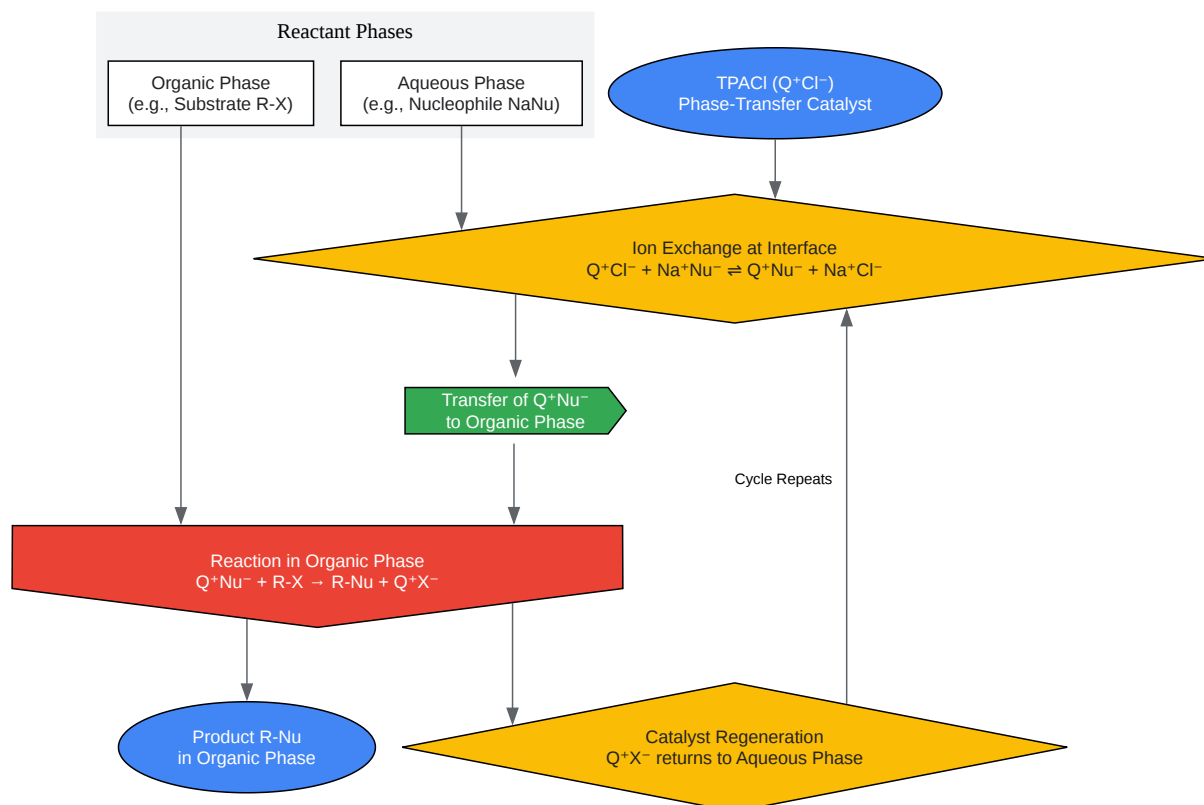 Reactant Phases
Organic Phase
(e.g., Substrate R-X)
Aqueous Phase
(e.g., Nucleophile NaNu)
TPACl (Q⁺Cl⁻)
Phase-Transfer Catalyst
Ion Exchange at Interface
Q⁺Cl⁻ + Na⁺Nu⁻ ⇌ Q⁺Nu⁻ + Na⁺Cl⁻
Transfer of Q⁺Nu⁻
to Organic Phase
Cycle Repeats
Reaction in Organic Phase
Q⁺Nu⁻ + R-X → R-Nu + Q⁺X⁻
Product R-Nu
in Organic Phase
Catalyst Regeneration
Q⁺X⁻ returns to Aqueous Phase